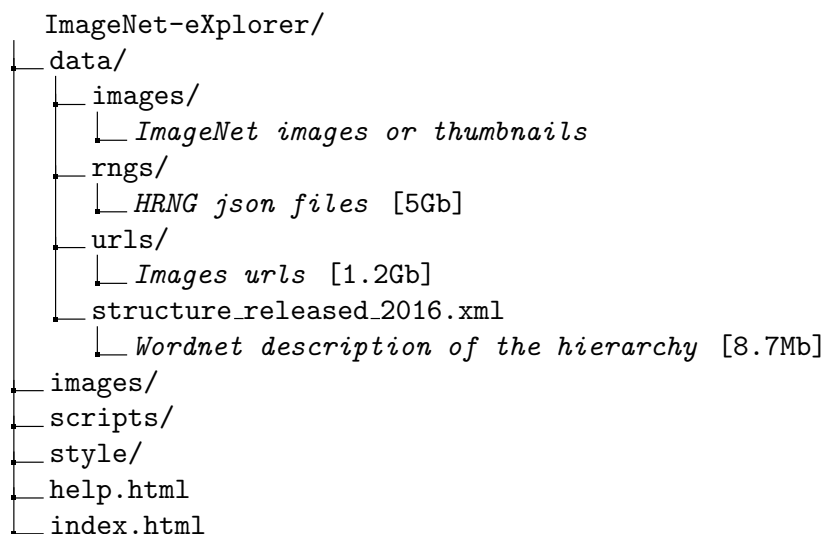 ImageNet-eXplorer/
data/
images/
ImageNet images or thumbnails
rngs/
HRNG json files [5Gb]
urls/
Images urls [1.2Gb]
structure_released_2016.xml
Wordnet description of the hierarchy [8.7Mb]
images/
scripts/
style/
help.html
index.html